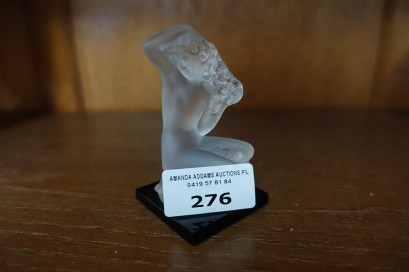 AMANDA ADDAMS AUCTIONS P/L
0419 57 81 84
276